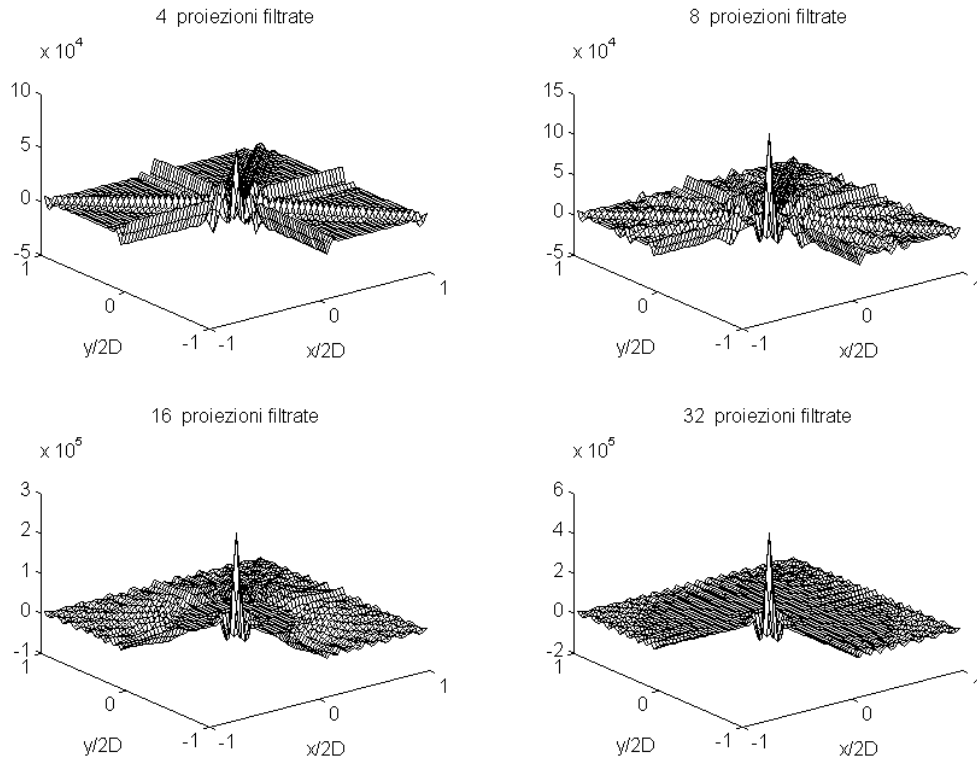 4 proiezioni filtrate
x 10^4
10
5
0
-5
1
0
-1
-1
0
1
y/2D
x/2D
8 proiezioni filtrate
x 10^4
15
10
5
0
-5
1
0
-1
-1
0
1
y/2D
x/2D
16 proiezioni filtrate
x 10^5
3
2
1
0
-1
1
0
-1
-1
0
1
y/2D
x/2D
32 proiezioni filtrate
x 10^5
6
4
2
0
-2
1
0
-1
-1
0
1
y/2D
x/2D